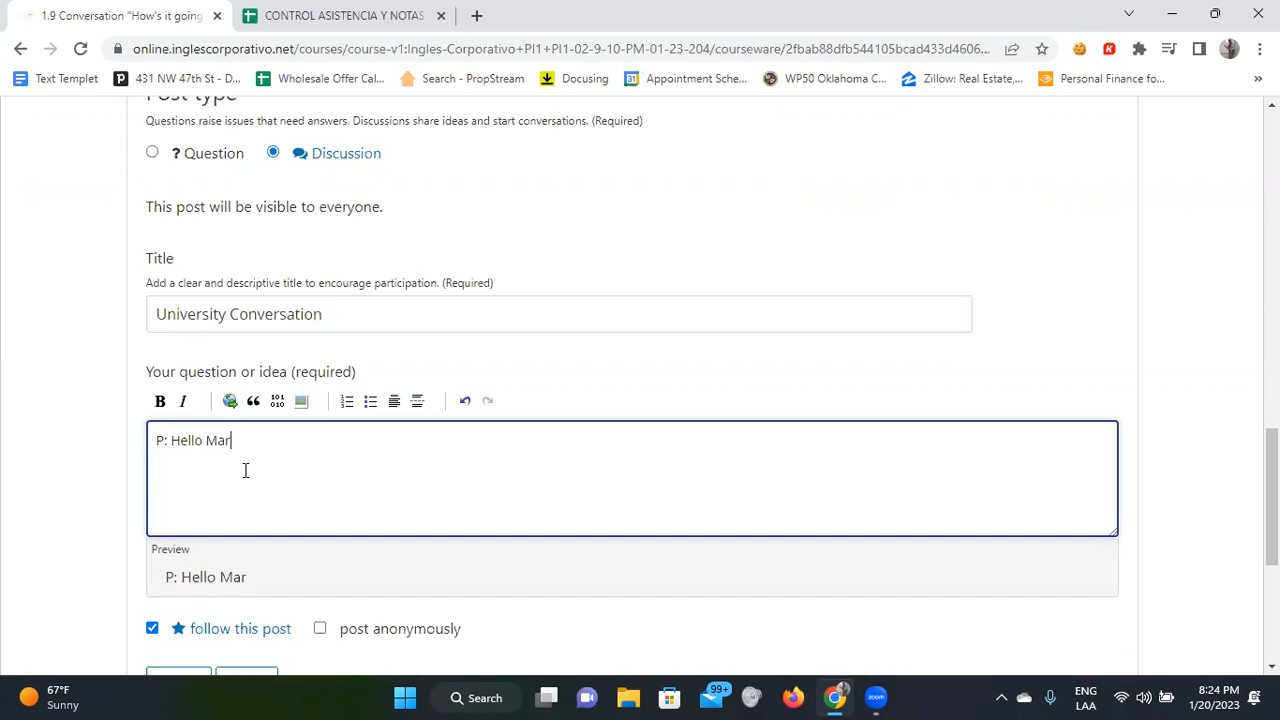 1.9 Conversation "How's it going
CONTROL ASISTENCIA Y NOTAS
online.inglescorporativo.net/courses/course-v1:Ingles-Corporativo+PI1+PI1-02-9-10-PM-01-23-204/courseware/2fbab88dfb544105bcad433d4606...
Text Templet
431 NW 47th St - D...
Wholesale Offer Cal...
Search - PropStream
Docusing
Appointment Sche...
WP50 Oklahoma C...
Zillow: Real Estate,...
Personal Finance fo...
»
Post type
Questions raise issues that need answers. Discussions share ideas and start conversations. (Required)
? Question
Discussion
This post will be visible to everyone.
Title
Add a clear and descriptive title to encourage participation. (Required)
University Conversation
Your question or idea (required)
B I
P: Hello Mar
Preview
P: Hello Mar
follow this post
post anonymously
67°F
Sunny
Search
99+
zoom
ENG
LAA
8:24 PM
1/20/2023